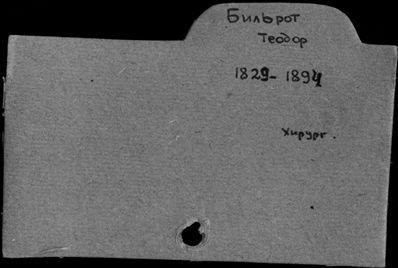 Бильрот
Теодор
1829-1894
хирург.